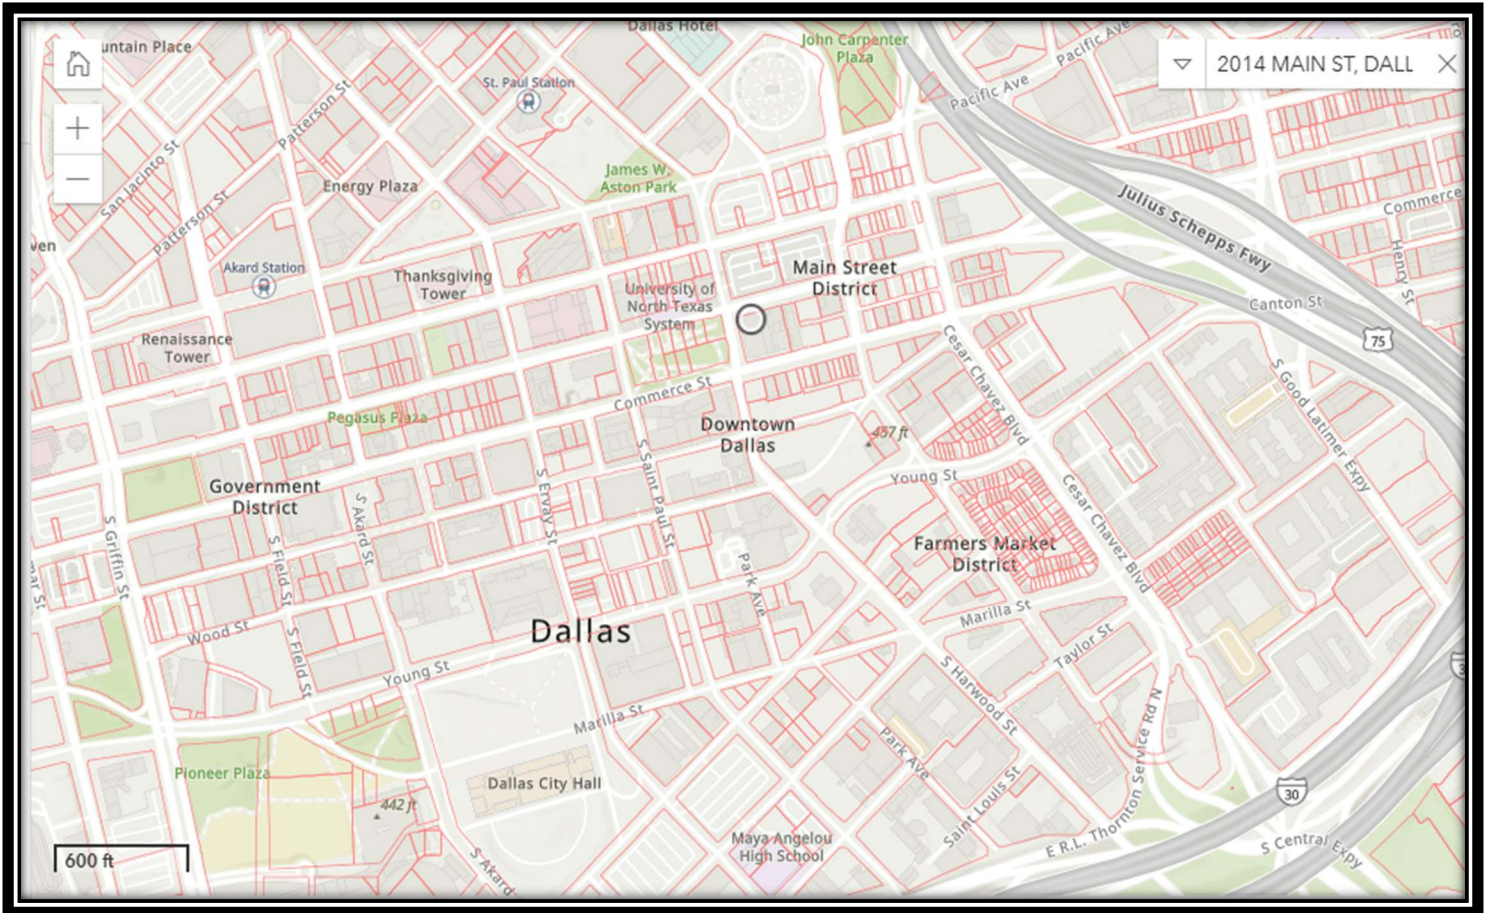 Dallas Hotel
John Carpenter
Plaza
Pacific Ave
untain Place
2014 MAIN ST, DALL
St. Paul Station
Pacific Ave
Patterson St
San Jacinto St
James W.
Aston Park
Energy Plaza
Patterson St
Julius Schepps Fwy
Commerce
ven
Akard Station
Thanksgiving
Tower
Main Street
District
Henry St
University of
North Texas
System
Canton St
Renaissance
Tower
75
Cesar Chavez Blvd
S Good Latimer Expy
Commerce St
Pegasus Plaza
Downtown
Dallas
457 ft
Young St
Government
District
S Griffin St
S Field St
S Akard St
S Ervay St
S Saint Paul St
Cesar Chavez Blvd
Farmers Market
District
Park Ave
mar St
Wood St
Dallas
Marilla St
Taylor St
S Field St
Young St
Marilla St
S Harwood St
Park Ave
Pioneer Plaza
Dallas City Hall
442 ft
30
Saint Louis St
E R.L. Thornton Service Rd N
Maya Angelou
High School
S Central Expy
600 ft
S Akard